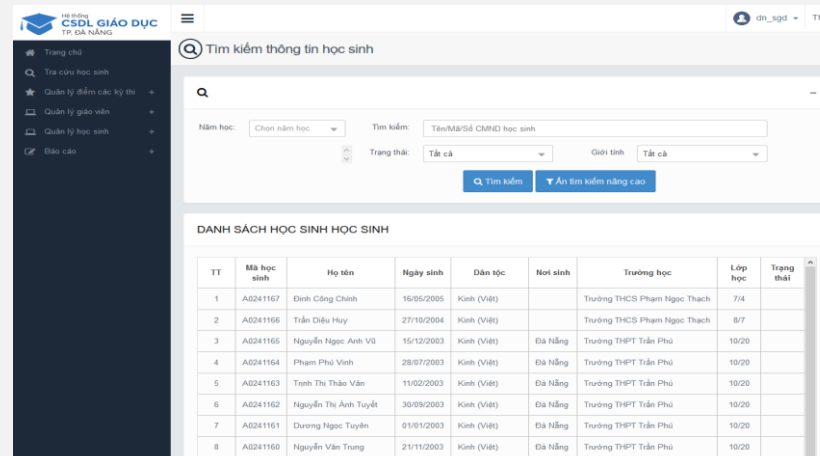 Hệ thống
CSDL GIÁO DỤC
TP. ĐÀ NẴNG
dn_sgd
Trang chủ
Tra cứu học sinh
Quản lý điểm các kỳ thi +
Quản lý giáo viên +
Quản lý học sinh +
Báo cáo +
Tìm kiếm thông tin học sinh
Năm học: Chọn năm học Tìm kiếm: Tên/Mã/Số CMND học sinh
Trạng thái: Tất cả Giới tính Tất cả
Tìm kiếm Ẩn tìm kiếm nâng cao
DANH SÁCH HỌC SINH HỌC SINH
TT Mã học sinh Họ tên Ngày sinh Dân tộc Nơi sinh Trường học Lớp học Trạng thái
1 A0241167 Đinh Công Chính 16/05/2005 Kinh (Việt) Trường THCS Phạm Ngọc Thạch 7/4
2 A0241166 Trần Diệu Huy 27/10/2004 Kinh (Việt) Trường THCS Phạm Ngọc Thạch 8/7
3 A0241165 Nguyễn Ngọc Anh Vũ 15/12/2003 Kinh (Việt) Đà Nẵng Trường THPT Trần Phú 10/20
4 A0241164 Phạm Phú Vinh 28/07/2003 Kinh (Việt) Đà Nẵng Trường THPT Trần Phú 10/20
5 A0241163 Trịnh Thị Thảo Vân 11/02/2003 Kinh (Việt) Đà Nẵng Trường THPT Trần Phú 10/20
6 A0241162 Nguyễn Thị Ánh Tuyết 30/09/2003 Kinh (Việt) Đà Nẵng Trường THPT Trần Phú 10/20
7 A0241161 Dương Ngọc Tuyên 01/01/2003 Kinh (Việt) Đà Nẵng Trường THPT Trần Phú 10/20
8 A0241160 Nguyễn Văn Trung 21/11/2003 Kinh (Việt) Đà Nẵng Trường THPT Trần Phú 10/20